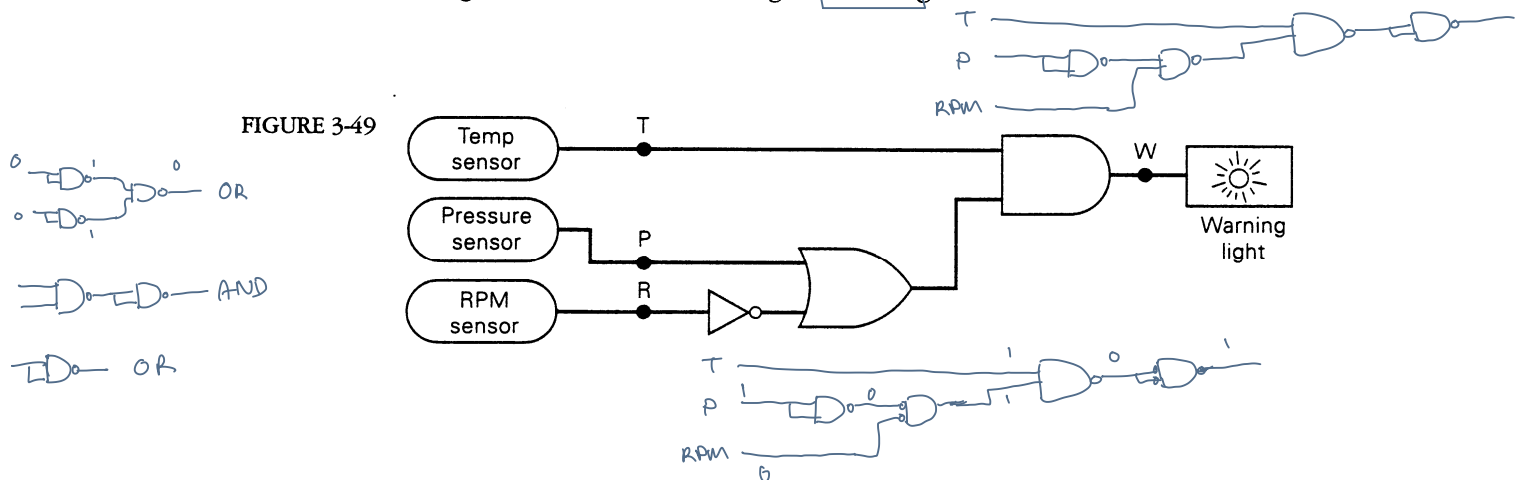 T
P
RPM
FIGURE 3-49
Temp
sensor
T
W
Warning
light
Pressure
sensor
P
RPM
sensor
R
0 1 0
OR
0
1
AND
OR
T 1 0 1
P 1 0 1
RPM